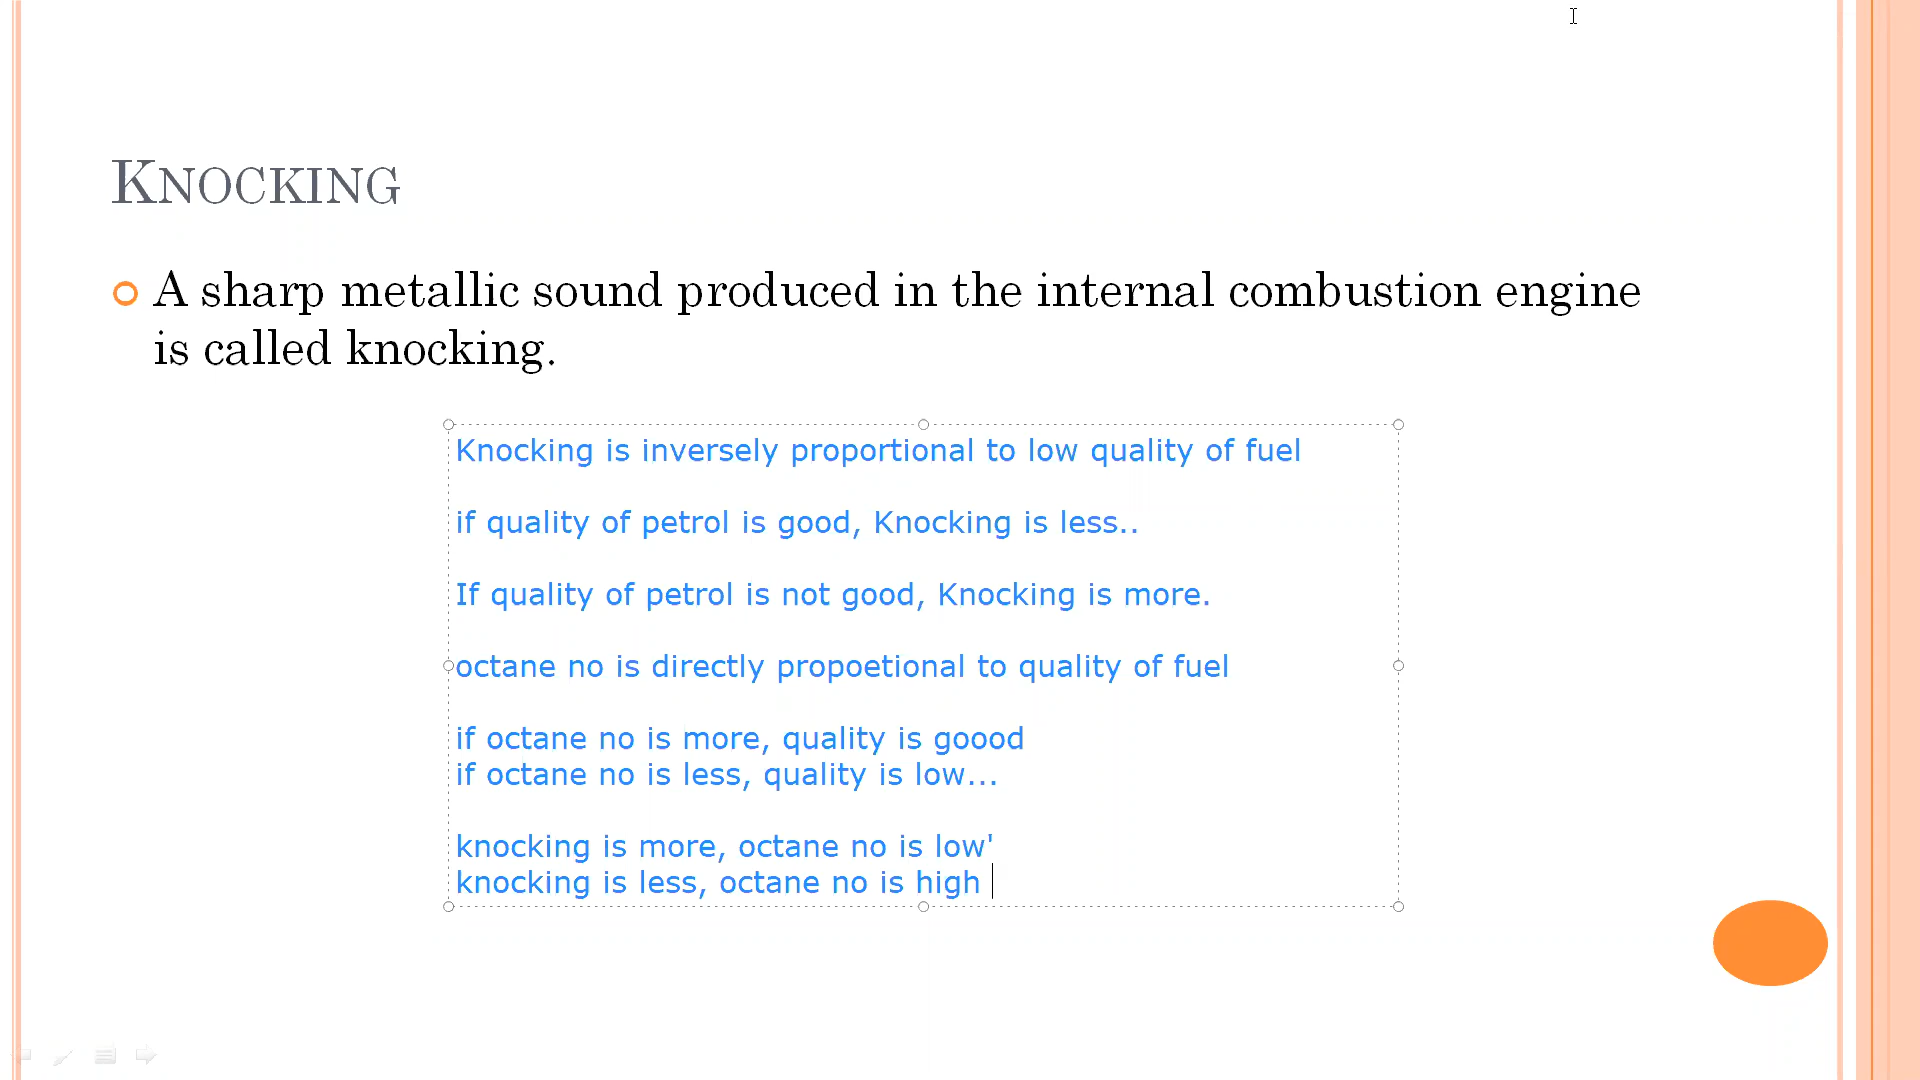 KNOCKING
A sharp metallic sound produced in the internal combustion engine
is called knocking.
Knocking is inversely proportional to low quality of fuel
if quality of petrol is good, Knocking is less..
If quality of petrol is not good, Knocking is more.
octane no is directly propoetional to quality of fuel
if octane no is more, quality is goood
if octane no is less, quality is low...
knocking is more, octane no is low'
knocking is less, octane no is high